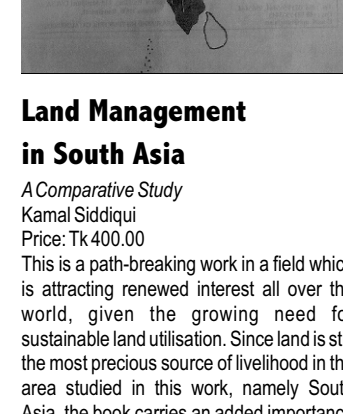 Land Management
in South Asia
A Comparative Study
Kamal Siddiqui
Price: Tk 400.00
This is a path-breaking work in a field whic
is attracting renewed interest all over th
world, given the growing need fo
sustainable land utilisation. Since land is sti
the most precious source of livelihood in th
area studied in this work, namely Sout
Asia, the book carries an added importanc